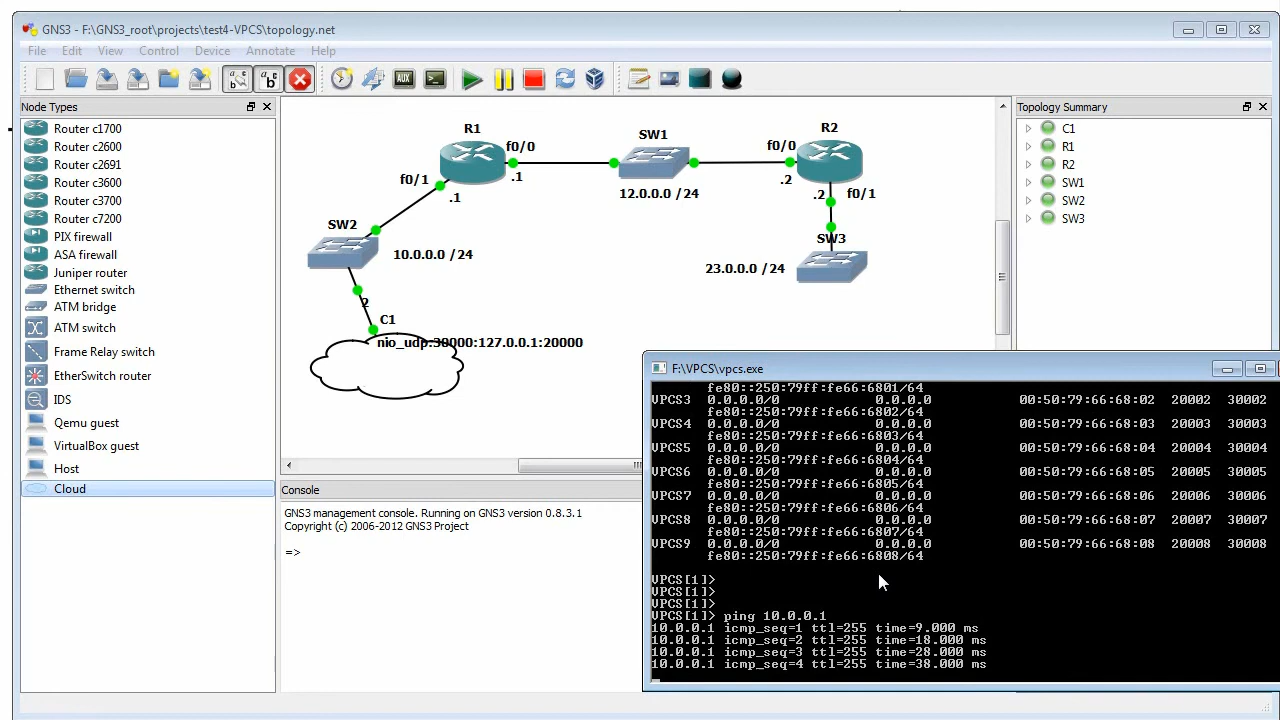 GNS3 - F:\GNS3_root\projects\test4-VPCS\topology.net
File Edit View Control Device Annotate Help
AUX
Node Types
Router c1700
Router c2600
Router c2691
Router c3600
Router c3700
Router c7200
PIX firewall
ASA firewall
Juniper router
Ethernet switch
ATM bridge
ATM switch
Frame Relay switch
EtherSwitch router
IDS
Qemu guest
VirtualBox guest
Host
Cloud
R1
f0/0
.1
f0/1
.1
SW1
12.0.0.0 /24
R2
f0/0
.2
.2
f0/1
SW2
10.0.0.0 /24
SW3
23.0.0.0 /24
2
C1
nio_udp:30000:127.0.0.1:20000
Topology Summary
C1
R1
R2
SW1
SW2
SW3
Console
GNS3 management console. Running on GNS3 version 0.8.3.1
Copyright (c) 2006-2012 GNS3 Project
=>
F:\VPCS\vpcs.exe
fe80::250:79ff:fe66:6801/64
VPCS3 0.0.0.0/0 0.0.0.0 00:50:79:66:68:02 20002 30002
fe80::250:79ff:fe66:6802/64
VPCS4 0.0.0.0/0 0.0.0.0 00:50:79:66:68:03 20003 30003
fe80::250:79ff:fe66:6803/64
VPCS5 0.0.0.0/0 0.0.0.0 00:50:79:66:68:04 20004 30004
fe80::250:79ff:fe66:6804/64
VPCS6 0.0.0.0/0 0.0.0.0 00:50:79:66:68:05 20005 30005
fe80::250:79ff:fe66:6805/64
VPCS7 0.0.0.0/0 0.0.0.0 00:50:79:66:68:06 20006 30006
fe80::250:79ff:fe66:6806/64
VPCS8 0.0.0.0/0 0.0.0.0 00:50:79:66:68:07 20007 30007
fe80::250:79ff:fe66:6807/64
VPCS9 0.0.0.0/0 0.0.0.0 00:50:79:66:68:08 20008 30008
fe80::250:79ff:fe66:6808/64
VPCS[1]>
VPCS[1]>
VPCS[1]>
VPCS[1]> ping 10.0.0.1
10.0.0.1 icmp_seq=1 ttl=255 time=9.000 ms
10.0.0.1 icmp_seq=2 ttl=255 time=18.000 ms
10.0.0.1 icmp_seq=3 ttl=255 time=28.000 ms
10.0.0.1 icmp_seq=4 ttl=255 time=38.000 ms